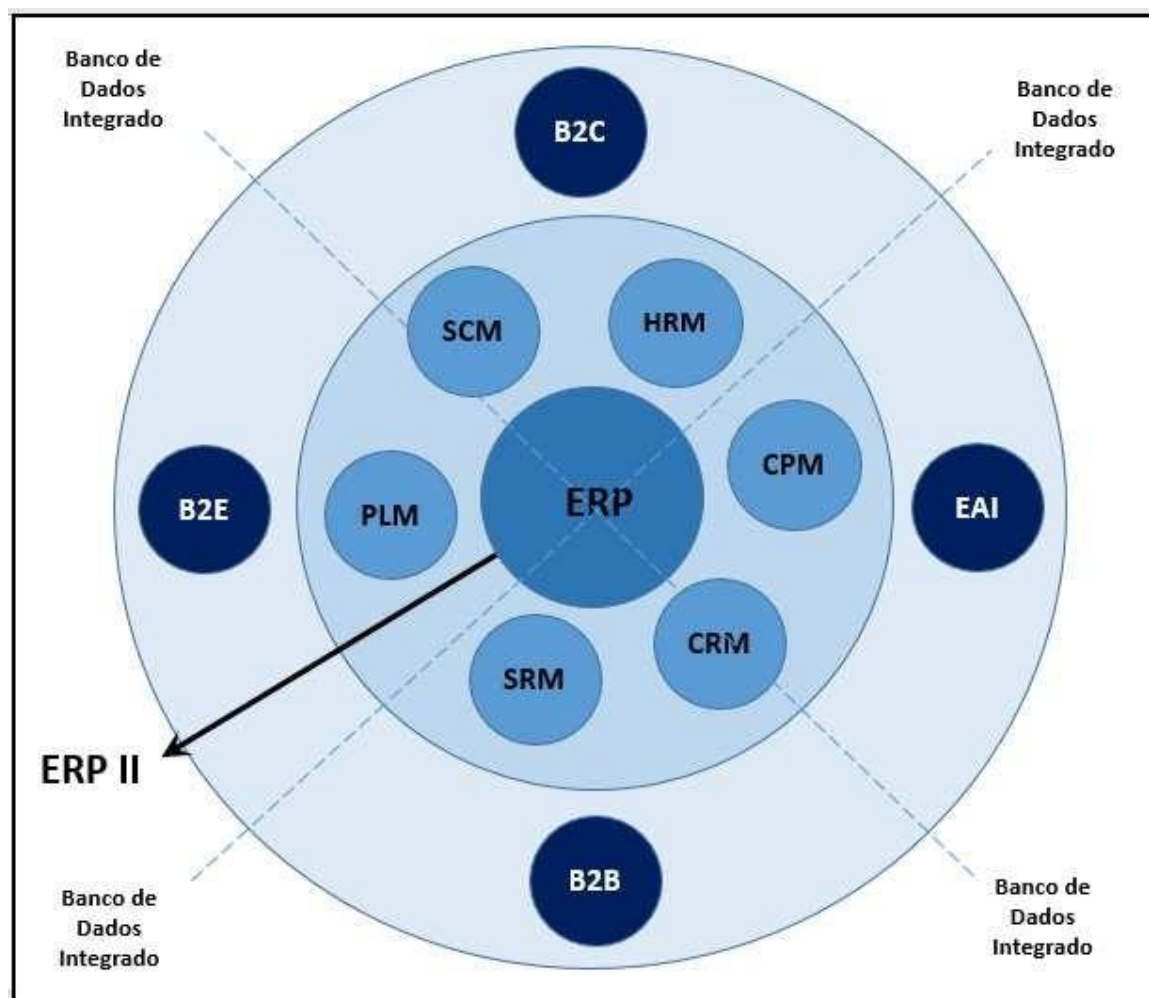 Banco de
Dados
Integrado
Banco de
Dados
Integrado
B2C
SCM
HRM
CPM
B2E
PLM
ERP
EAI
CRM
SRM
ERP II
B2B
Banco de
Dados
Integrado
Banco de
Dados
Integrado